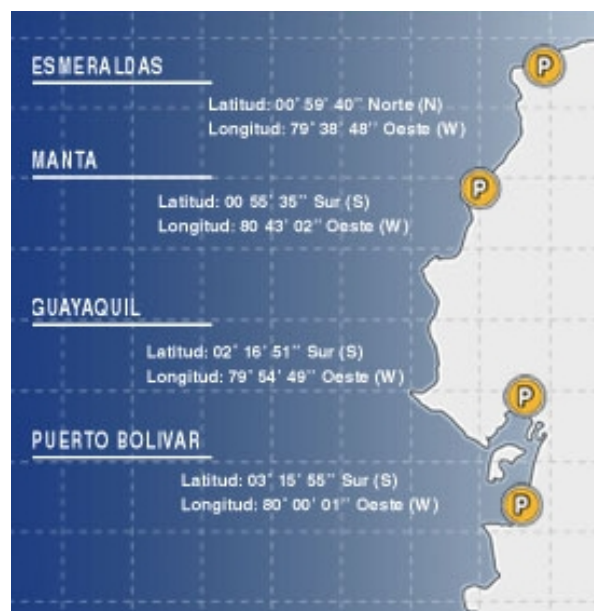 ESMERALDAS
Latitud: 00° 59' 40'' Norte (N)
Longitud: 79° 38' 48'' Oeste (W)
MANTA
Latitud: 00 55' 35'' Sur (S)
Longitud: 80 43' 02'' Oeste (W)
GUAYAQUIL
Latitud: 02° 16' 51'' Sur (S)
Longitud: 79° 54' 49'' Oeste (W)
PUERTO BOLIVAR
Latitud: 03° 15' 55'' Sur (S)
Longitud: 80° 00' 01'' Oeste (W)
P
P
P
P